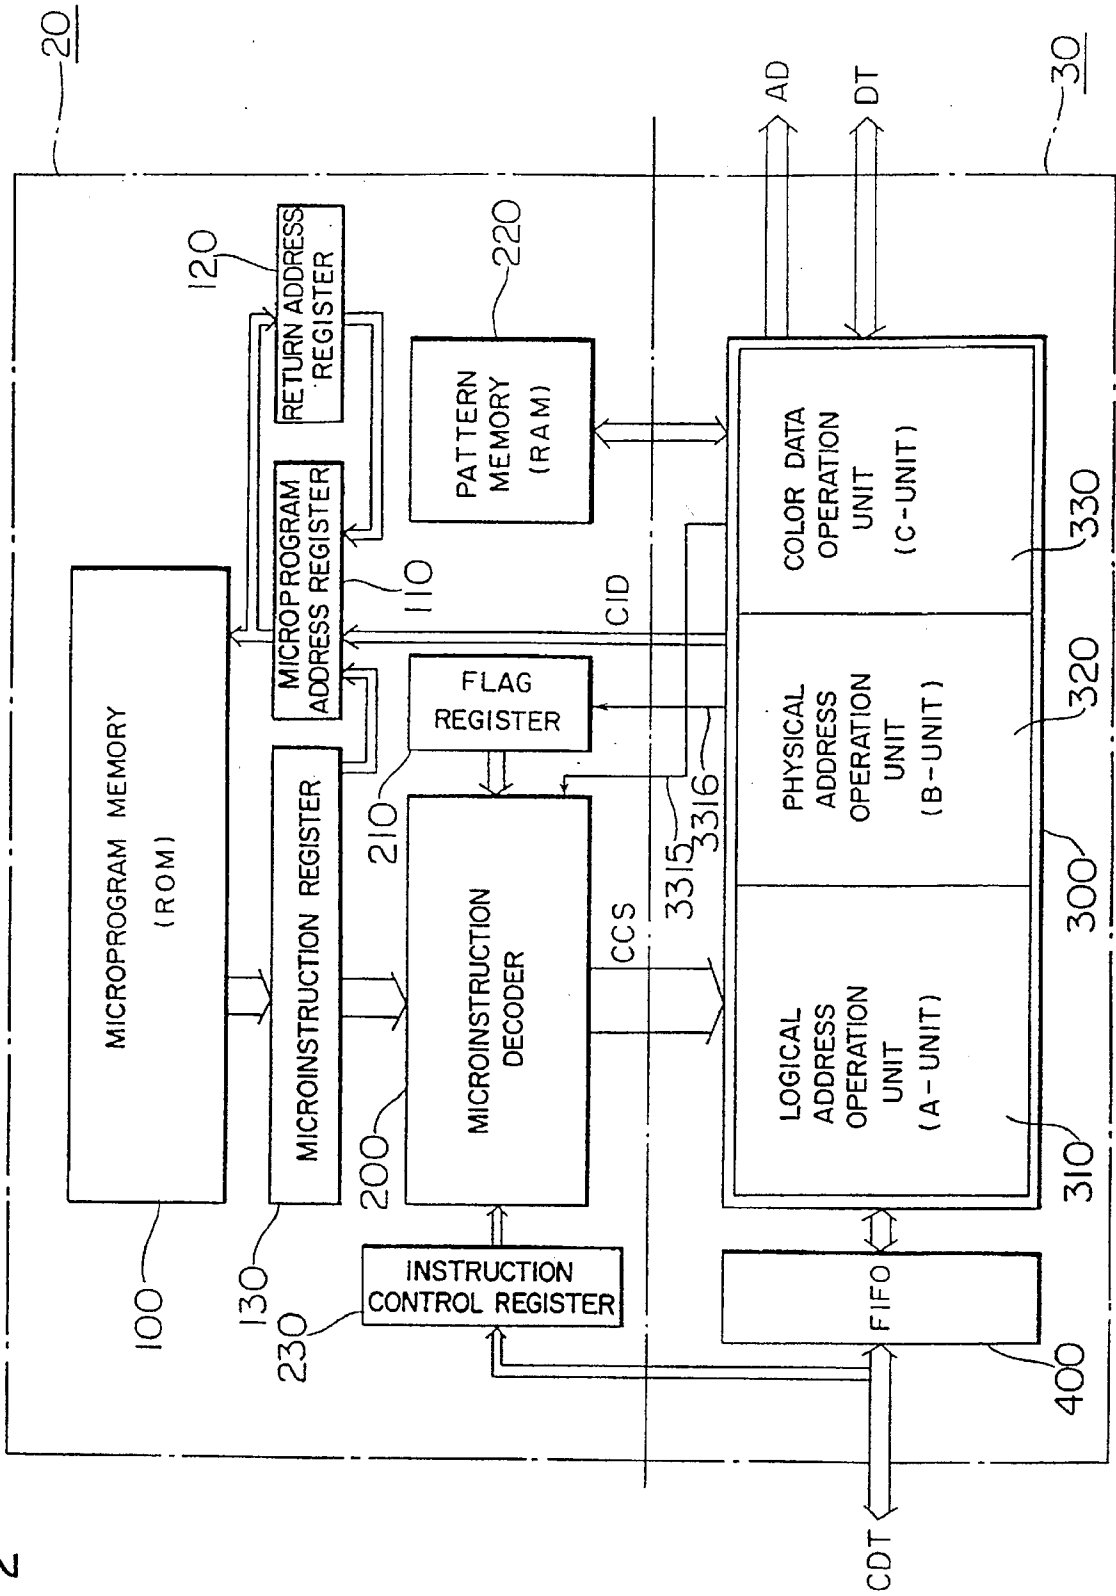 2
20
MICROPROGRAM MEMORY
(ROM)
100
MICROINSTRUCTION REGISTER
130
MICROPROGRAM
ADDRESS REGISTER
110
RETURN ADDRESS
REGISTER
120
INSTRUCTION
CONTROL REGISTER
230
MICROINSTRUCTION
DECODER
200
FLAG
REGISTER
210
PATTERN
MEMORY
(RAM)
220
CCS
3315
3316
CID
CDT
FIFO
400
LOGICAL
ADDRESS
OPERATION
UNIT
(A-UNIT)
310
PHYSICAL
ADDRESS
OPERATION
UNIT
(B-UNIT)
320
COLOR DATA
OPERATION
UNIT
(C-UNIT)
330
300
AD
DT
30